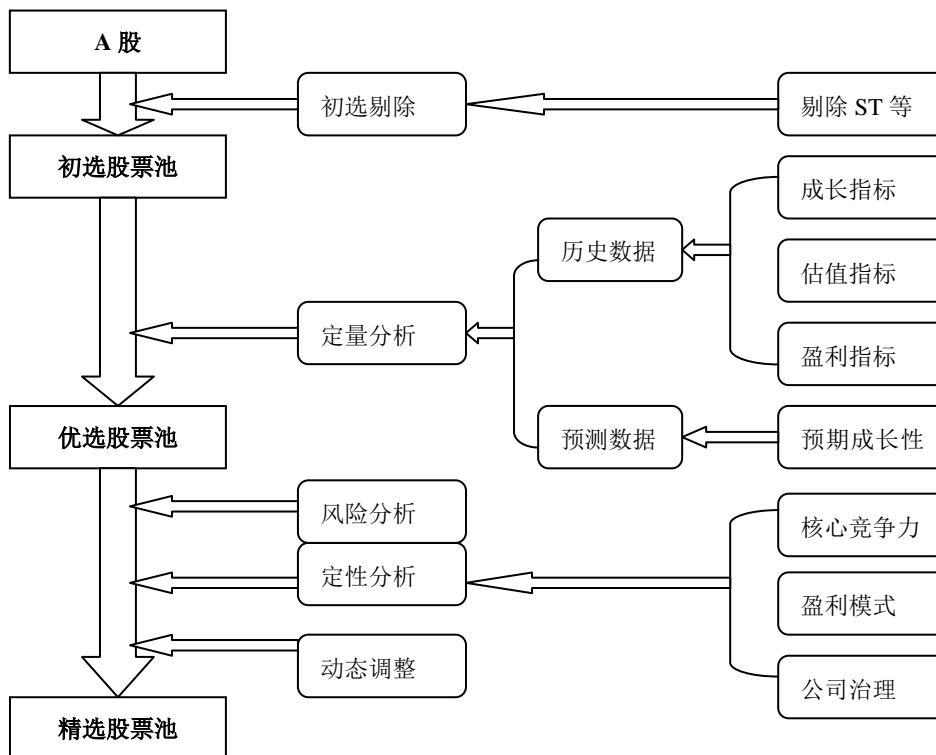 A 股
初选剔除
剔除 ST 等
初选股票池
成长指标
历史数据
估值指标
定量分析
盈利指标
优选股票池
预测数据
预期成长性
风险分析
核心竞争力
定性分析
盈利模式
动态调整
公司治理
精选股票池